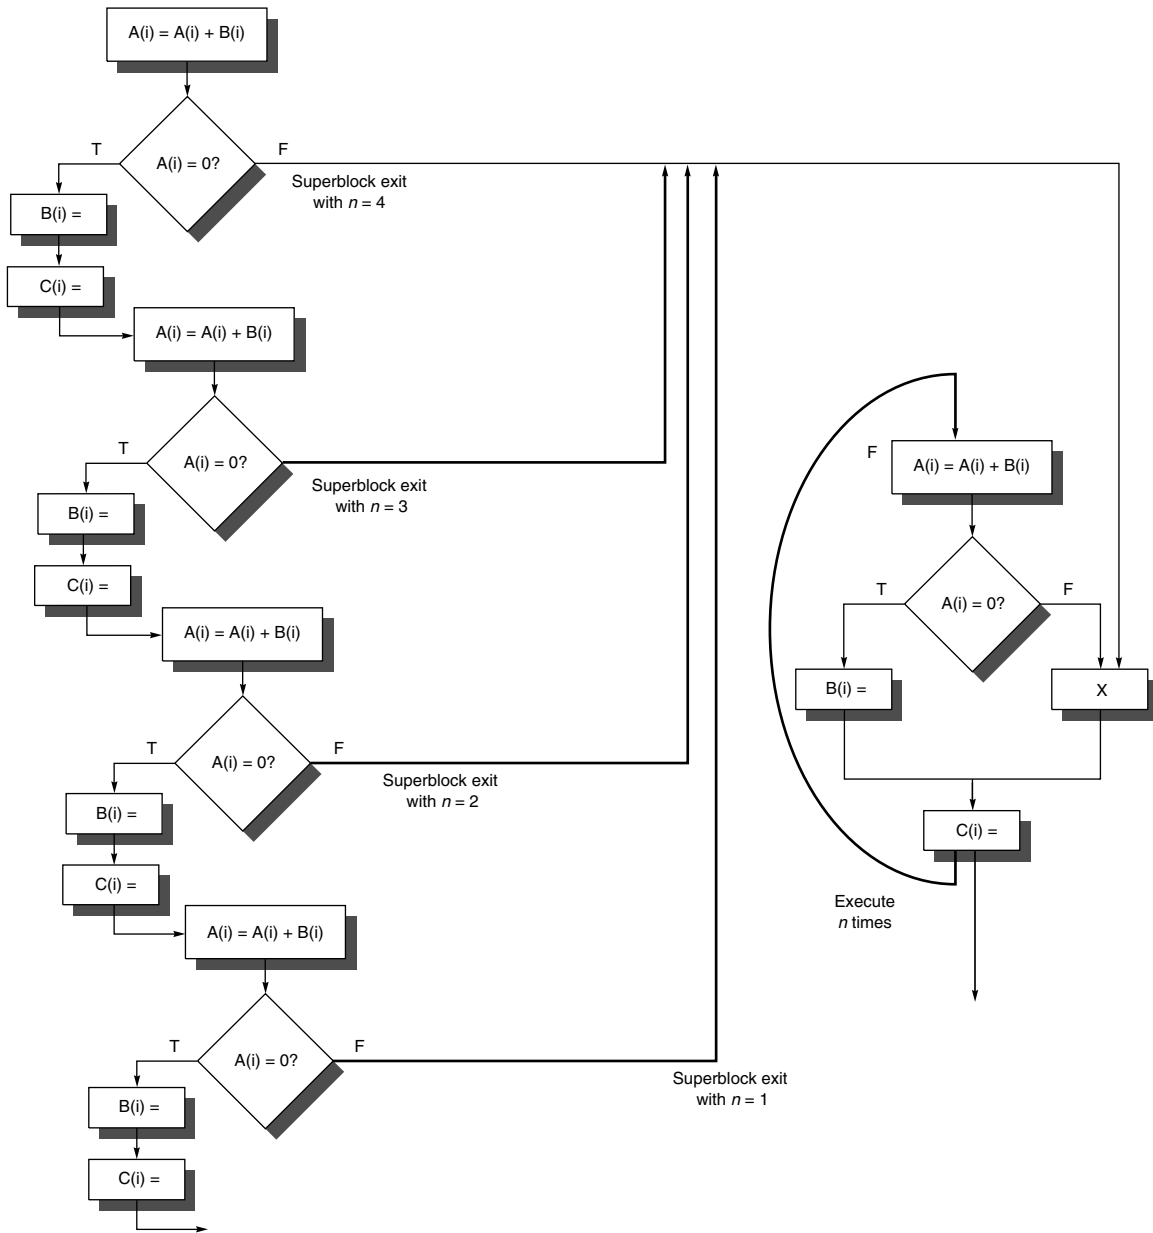 A(i) = A(i) + B(i)
T
A(i) = 0?
F
Superblock exit
with n = 4
B(i) =
C(i) =
A(i) = A(i) + B(i)
T
A(i) = 0?
Superblock exit
with n = 3
B(i) =
C(i) =
A(i) = A(i) + B(i)
T
A(i) = 0?
F
Superblock exit
with n = 2
B(i) =
C(i) =
A(i) = A(i) + B(i)
T
A(i) = 0?
F
Superblock exit
with n = 1
B(i) =
C(i) =
F
A(i) = A(i) + B(i)
T
A(i) = 0?
F
B(i) =
X
C(i) =
Execute
n times